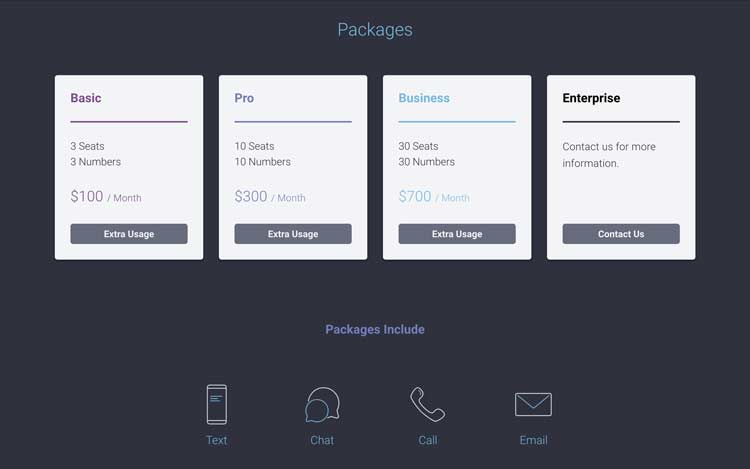 Packages
Basic
3 Seats
3 Numbers
$100 / Month
Extra Usage
Pro
10 Seats
10 Numbers
$300 / Month
Extra Usage
Business
30 Seats
30 Numbers
$700 / Month
Extra Usage
Enterprise
Contact us for more
information.
Contact Us
Packages Include
Text
Chat
Call
Email